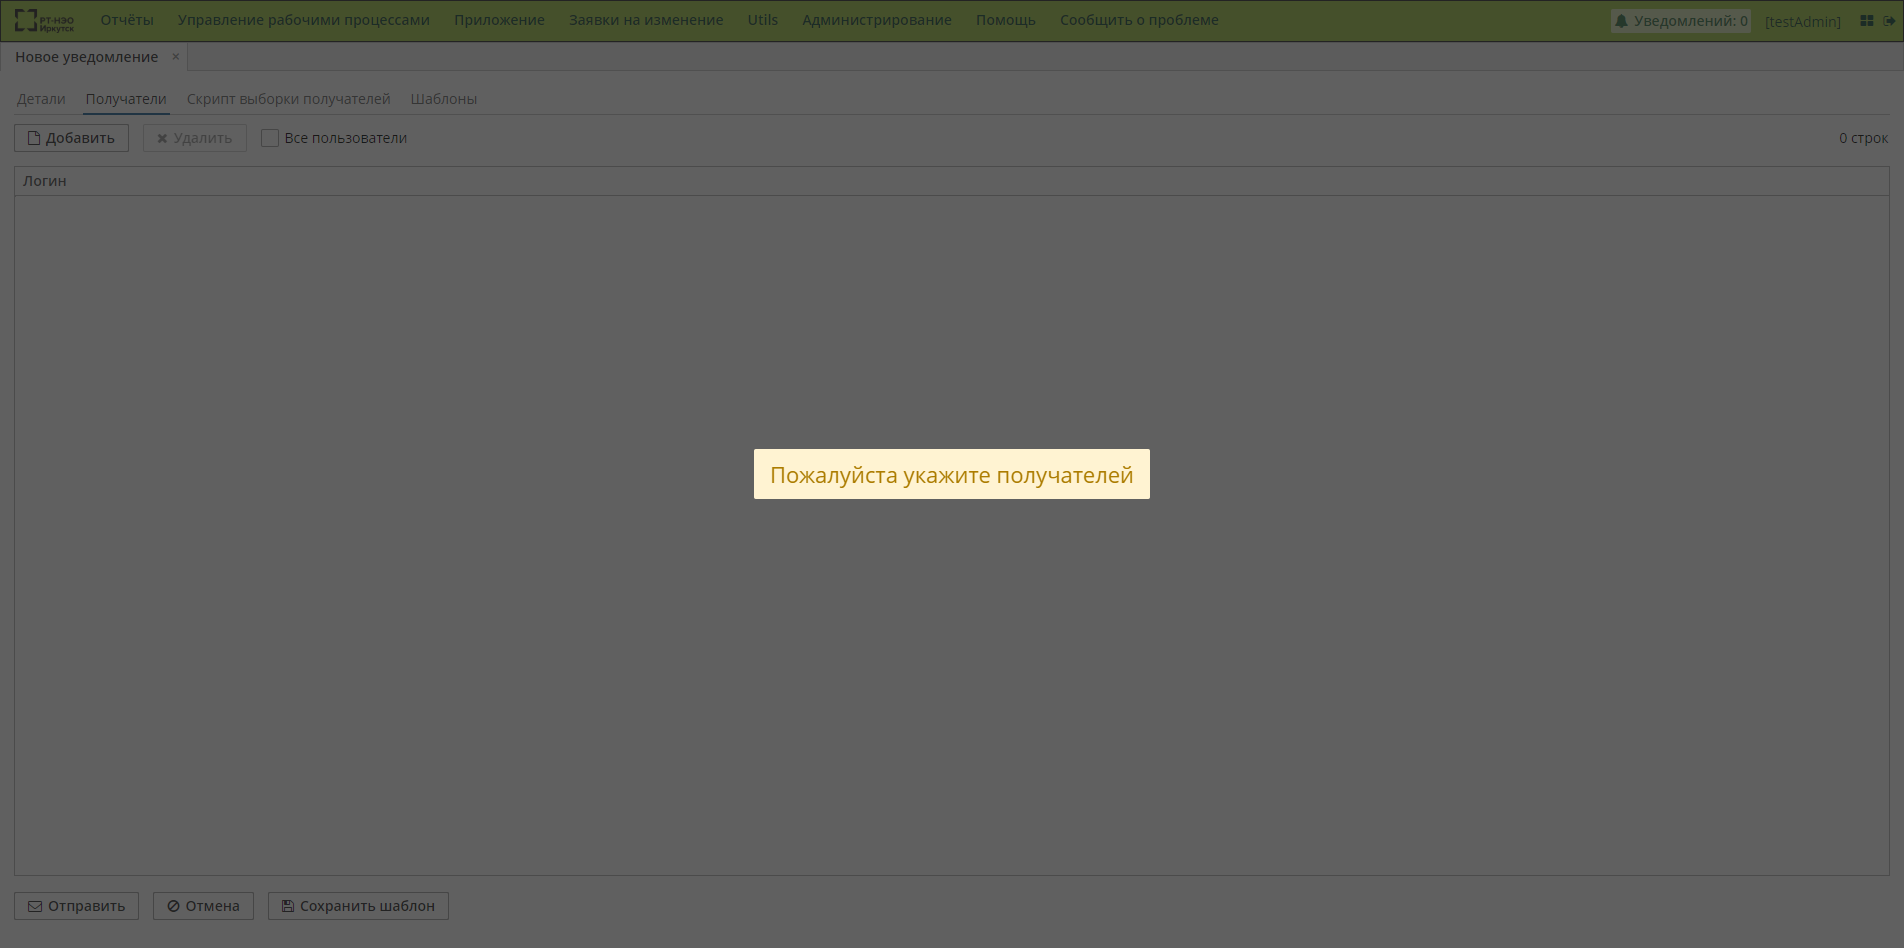 РТ-НЭО Иркутск Отчёты Управление рабочими процессами Приложение Заявки на изменение Utils Администрирование Помощь Сообщить о проблеме Уведомлений: 0 [testAdmin]
Новое уведомление ×
Детали Получатели Скрипт выборки получателей Шаблоны
Добавить Удалить Все пользователи 0 строк
Логин
Пожалуйста укажите получателей
Отправить Отмена Сохранить шаблон